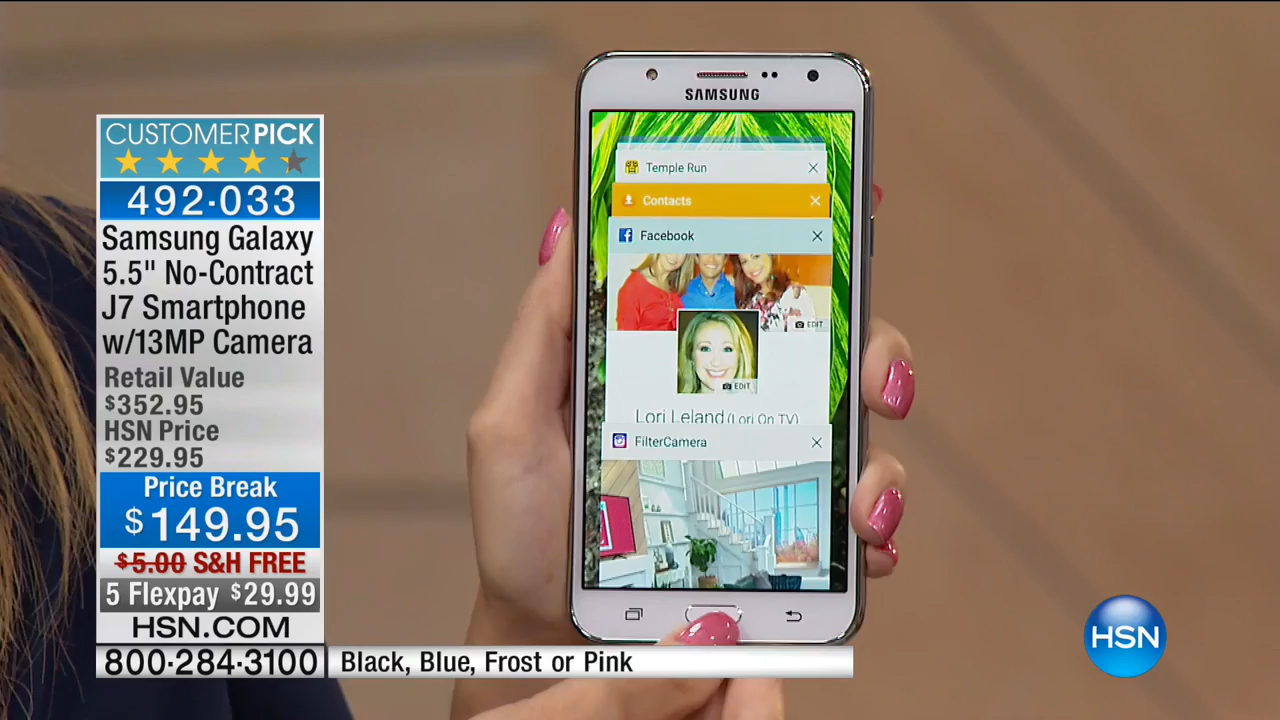 CUSTOMER PICK
492·033
Samsung Galaxy
5.5" No-Contract
J7 Smartphone
w/13MP Camera
Retail Value
$352.95
HSN Price
$229.95
Price Break
$149.95
$5.00 S&H FREE
5 Flexpay $29.99
HSN.COM
800·284·3100
Black, Blue, Frost or Pink
SAMSUNG
Temple Run
Contacts
Facebook
EDIT
EDIT
Lori Leland (Lori On TV)
FilterCamera
HSN